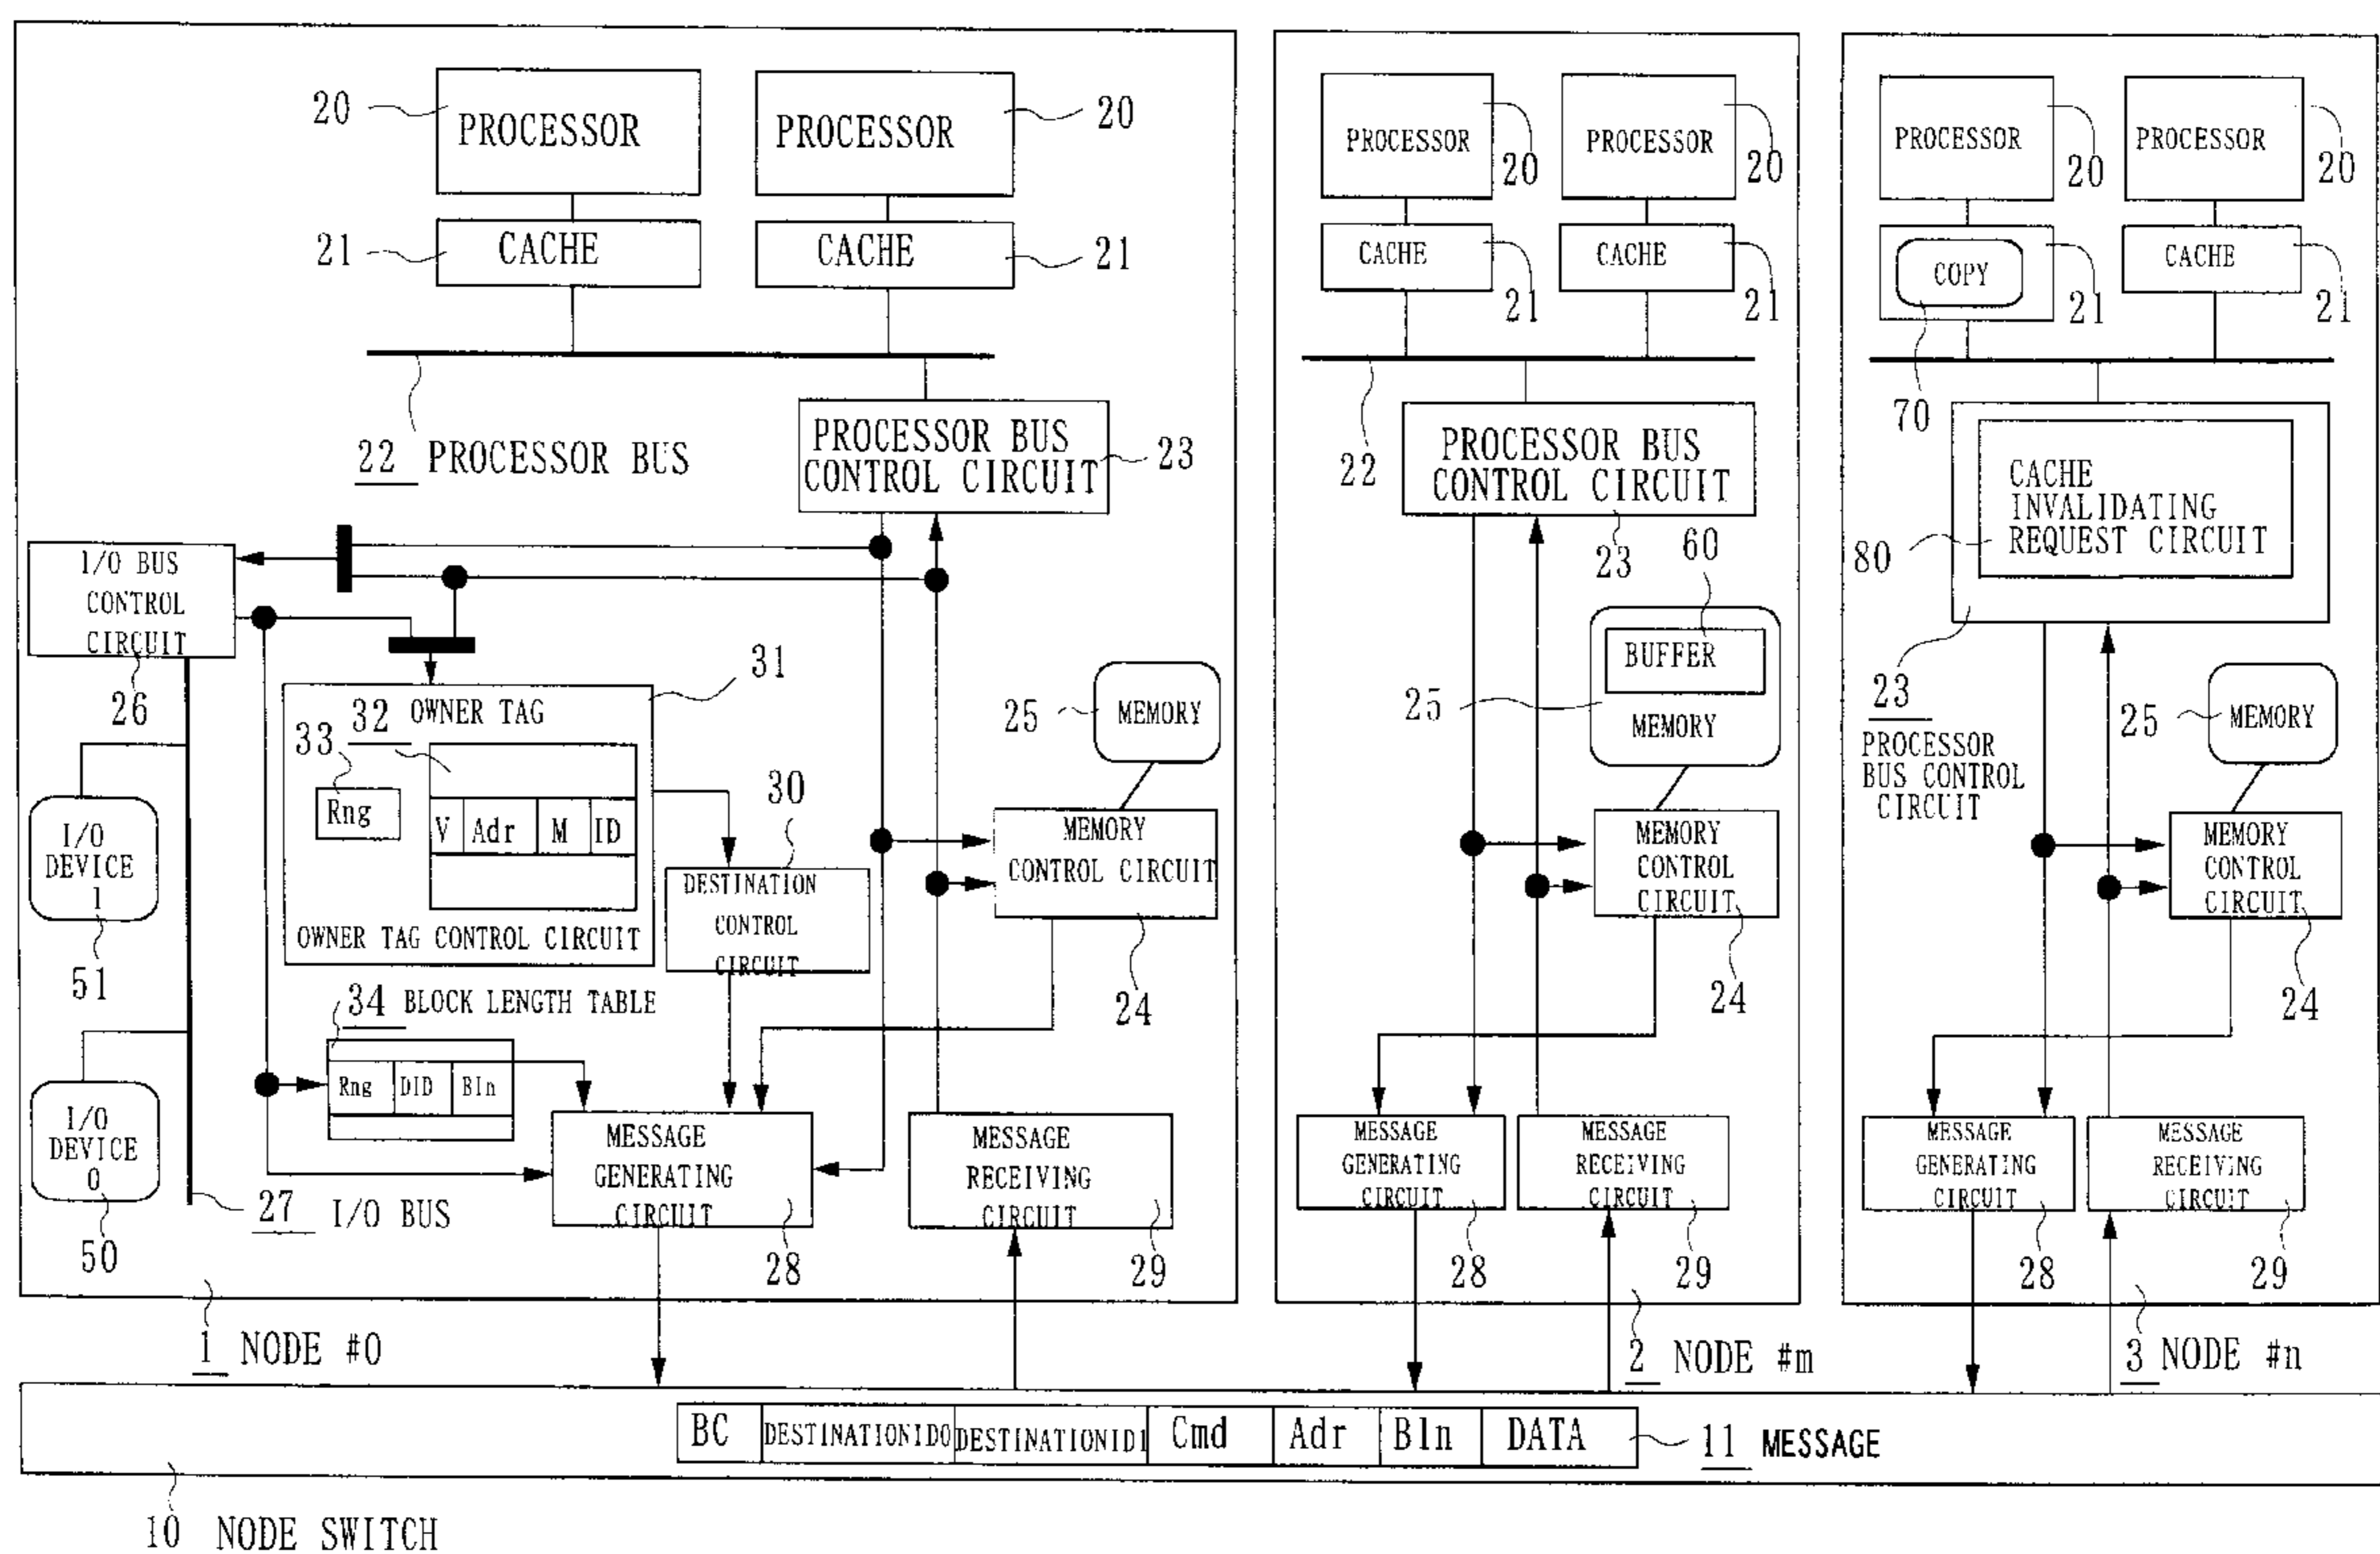 20
PROCESSOR
PROCESSOR
20
21
CACHE
CACHE
21
22 PROCESSOR BUS
PROCESSOR BUS
CONTROL CIRCUIT
23
I/O BUS
CONTROL
CIRCUIT
26
31
32 OWNER TAG
33
Rng
V Adr M ID
OWNER TAG CONTROL CIRCUIT
25
MEMORY
30
DESTINATION
CONTROL
CIRCUIT
MEMORY
CONTROL CIRCUIT
24
I/O
DEVICE
1
51
34 BLOCK LENGTH TABLE
Rng DID Bln
I/O
DEVICE
0
50
27 I/O BUS
MESSAGE
GENERATING
CIRCUIT
28
MESSAGE
RECEIVING
CIRCUIT
29
1 NODE #0
PROCESSOR
20
PROCESSOR
20
CACHE
21
CACHE
21
22
PROCESSOR BUS
CONTROL CIRCUIT
23
60
BUFFER
25
MEMORY
MEMORY
CONTROL
CIRCUIT
24
MESSAGE
GENERATING
CIRCUIT
28
MESSAGE
RECEIVING
CIRCUIT
29
2 NODE #m
PROCESSOR
20
PROCESSOR
20
COPY
21
CACHE
21
70
CACHE
INVALIDATING
REQUEST CIRCUIT
80
23
PROCESSOR
BUS CONTROL
CIRCUIT
25
MEMORY
MEMORY
CONTROL
CIRCUIT
24
MESSAGE
GENERATING
CIRCUIT
28
MESSAGE
RECEIVING
CIRCUIT
29
3 NODE #n
BC DESTINATIONID0 DESTINATIONID1 Cmd Adr Bln DATA
11 MESSAGE
10 NODE SWITCH